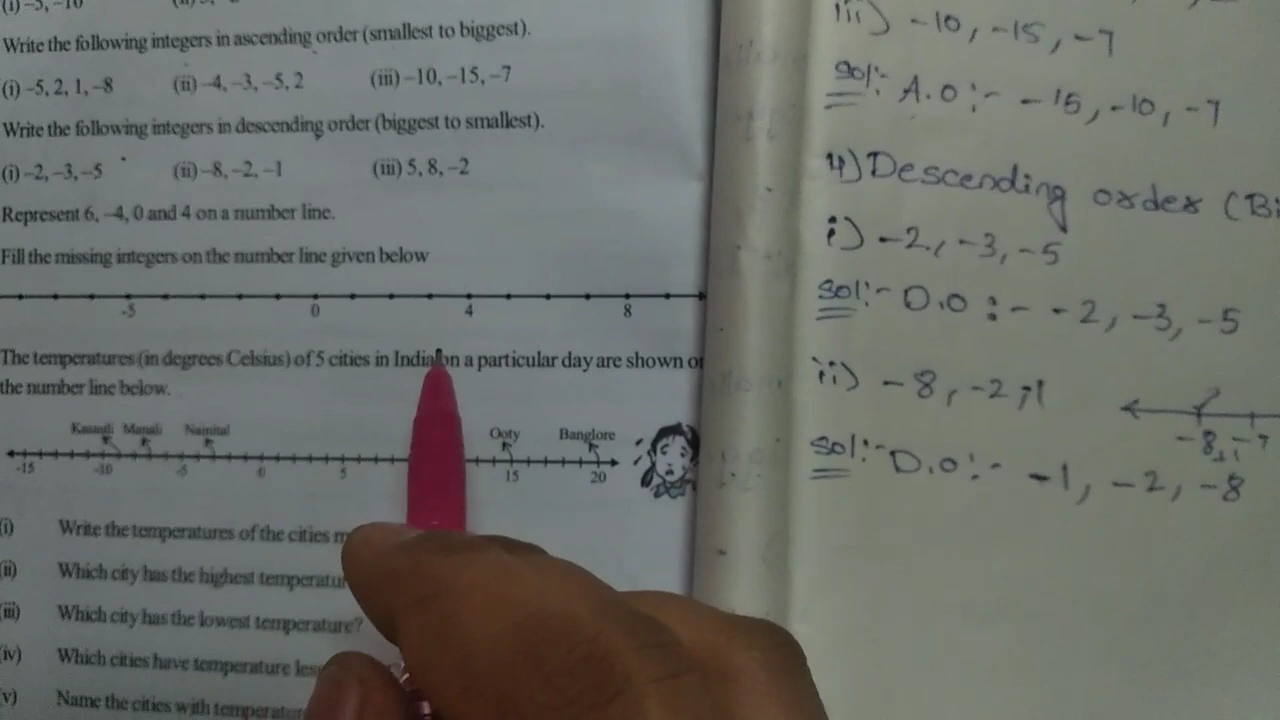 (i) -5, -10
Write the following integers in ascending order (smallest to biggest).
(i) -5, 2, 1, -8 (ii) -4, -3, -5, 2 (iii) -10, -15, -7
Write the following integers in descending order (biggest to smallest).
(i) -2, -3, -5 (ii) -8, -2, -1 (iii) 5, 8, -2
Represent 6, -4, 0 and 4 on a number line.
Fill the missing integers on the number line given below
-5 0 4 8
The temperatures (in degrees Celsius) of 5 cities in India on a particular day are shown on
the number line below.
Kasauli Manali Nainital Ooty Banglore
-15 -10 -5 0 5 15 20
(i) Write the temperatures of the cities
(ii) Which city has the highest
(iii) Which city has the lowest temperature?
(iv) Which cities have temperature
(v) Name the cities with
iii) -10, -15, -7
Sol:- A.O:- -15, -10, -7
4) Descending order
i) -2, -3, -5
Sol:- D.O:- -2, -3, -5
ii) -8, -2, 1
-8, -7
Sol:- D.O:- -1, -2, -8